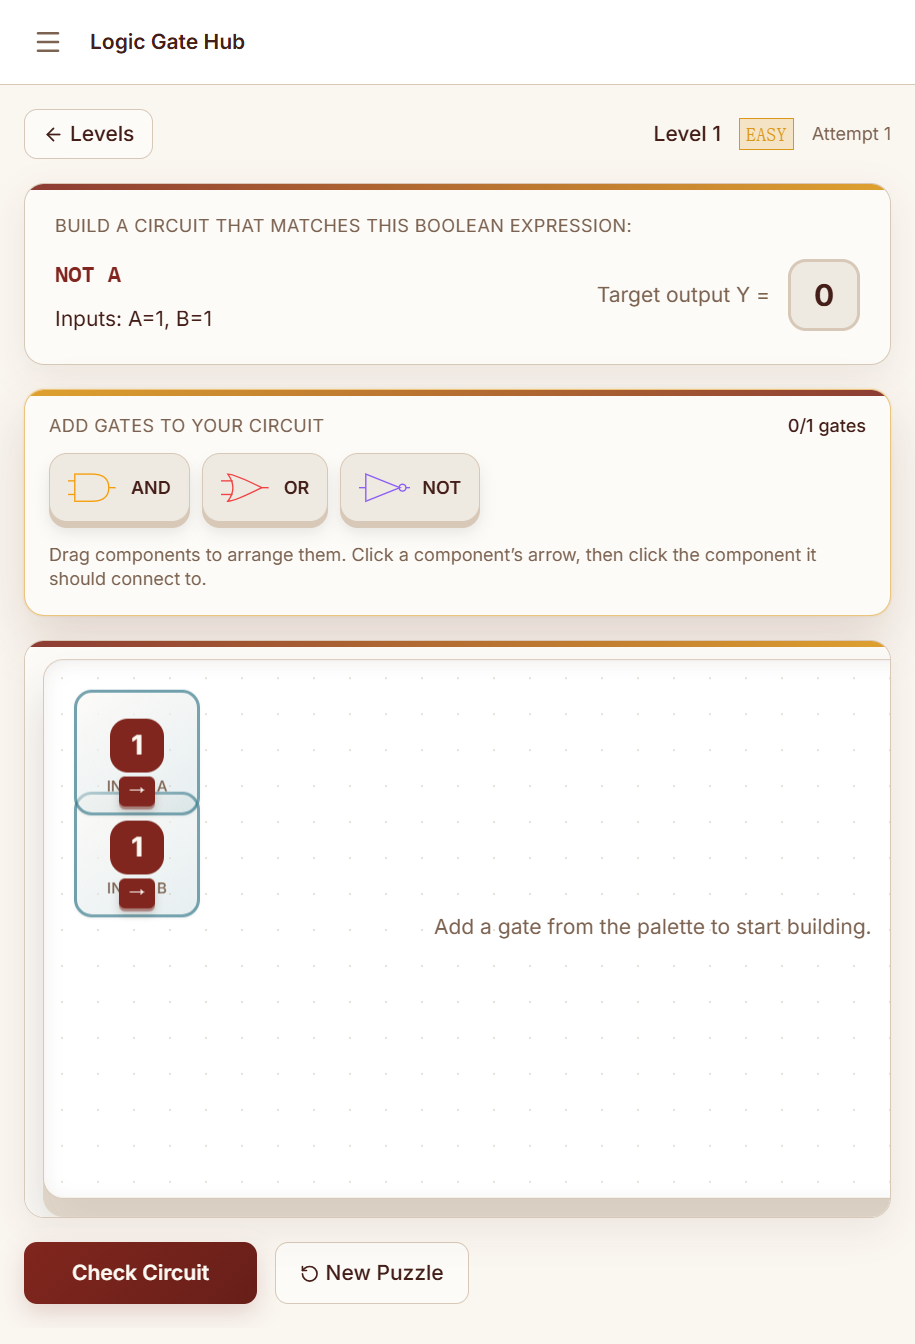 Logic Gate Hub
← Levels
Level 1 EASY Attempt 1
BUILD A CIRCUIT THAT MATCHES THIS BOOLEAN EXPRESSION:
NOT A
Inputs: A=1, B=1
Target output Y = 0
ADD GATES TO YOUR CIRCUIT
0/1 gates
AND OR NOT
Drag components to arrange them. Click a component’s arrow, then click the component it
should connect to.
1
A
→
1
B
→
Add a gate from the palette to start building.
Check Circuit
New Puzzle